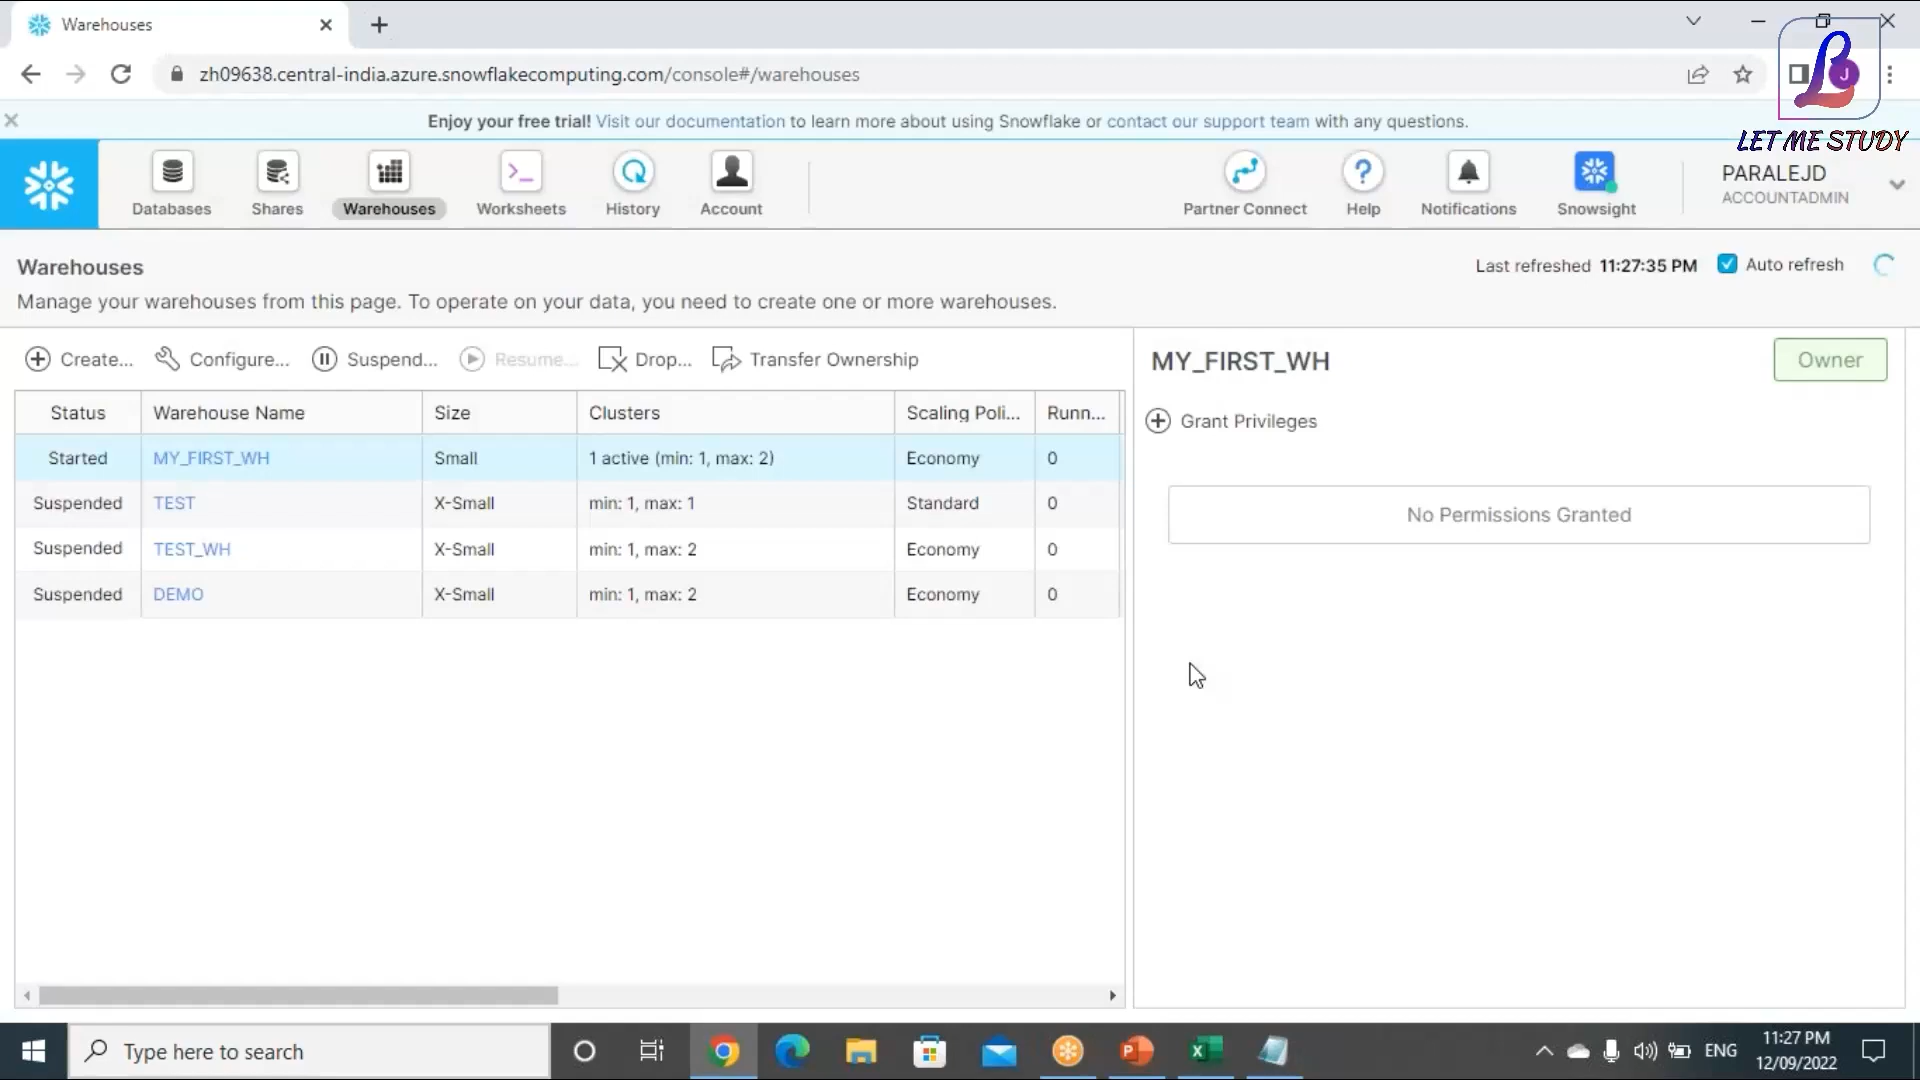 Warehouses
zh09638.central-india.azure.snowflakecomputing.com/console#/warehouses
J
LET ME STUDY
Enjoy your free trial! Visit our documentation to learn more about using Snowflake or contact our support team with any questions.
Databases
Shares
Warehouses
Worksheets
History
Account
Partner Connect
Help
Notifications
Snowsight
PARALEJD
ACCOUNTADMIN
Warehouses
Last refreshed 11:27:35 PM Auto refresh
Manage your warehouses from this page. To operate on your data, you need to create one or more warehouses.
Create... Configure... Suspend... Resume... Drop... Transfer Ownership
Status Warehouse Name Size Clusters Scaling Poli... Runn...
Started MY_FIRST_WH Small 1 active (min: 1, max: 2) Economy 0
Suspended TEST X-Small min: 1, max: 1 Standard 0
Suspended TEST_WH X-Small min: 1, max: 2 Economy 0
Suspended DEMO X-Small min: 1, max: 2 Economy 0
MY_FIRST_WH
Owner
Grant Privileges
No Permissions Granted
Type here to search
ENG
11:27 PM
12/09/2022